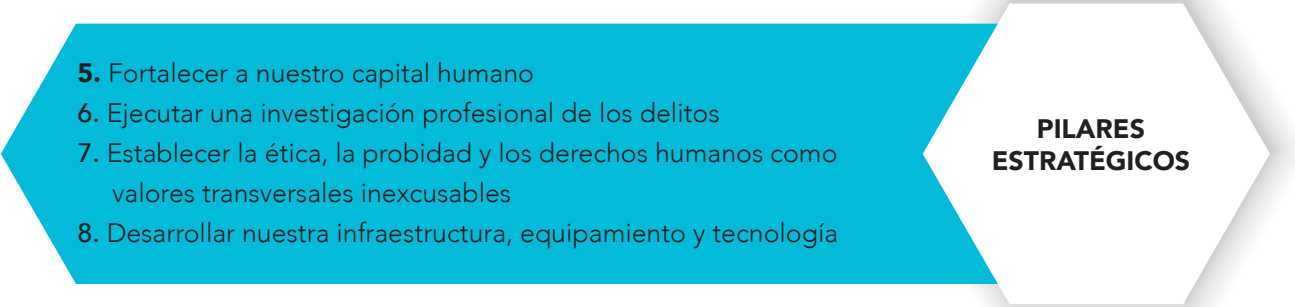 5. Fortalecer a nuestro capital humano
6. Ejecutar una investigación profesional de los delitos
7. Establecer la ética, la probidad y los derechos humanos como
valores transversales inexcusables
8. Desarrollar nuestra infraestructura, equipamiento y tecnología
PILARES
ESTRATÉGICOS